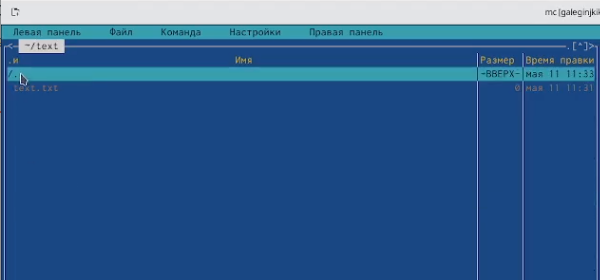 mc [galeginjkik
Левая панель Файл Команда Настройки Правая панель
<- ~/text .[^]>
.и Имя Размер Время правки
/.. -ВВЕРХ- мая 11 11:33
text.txt 0 мая 11 11:31